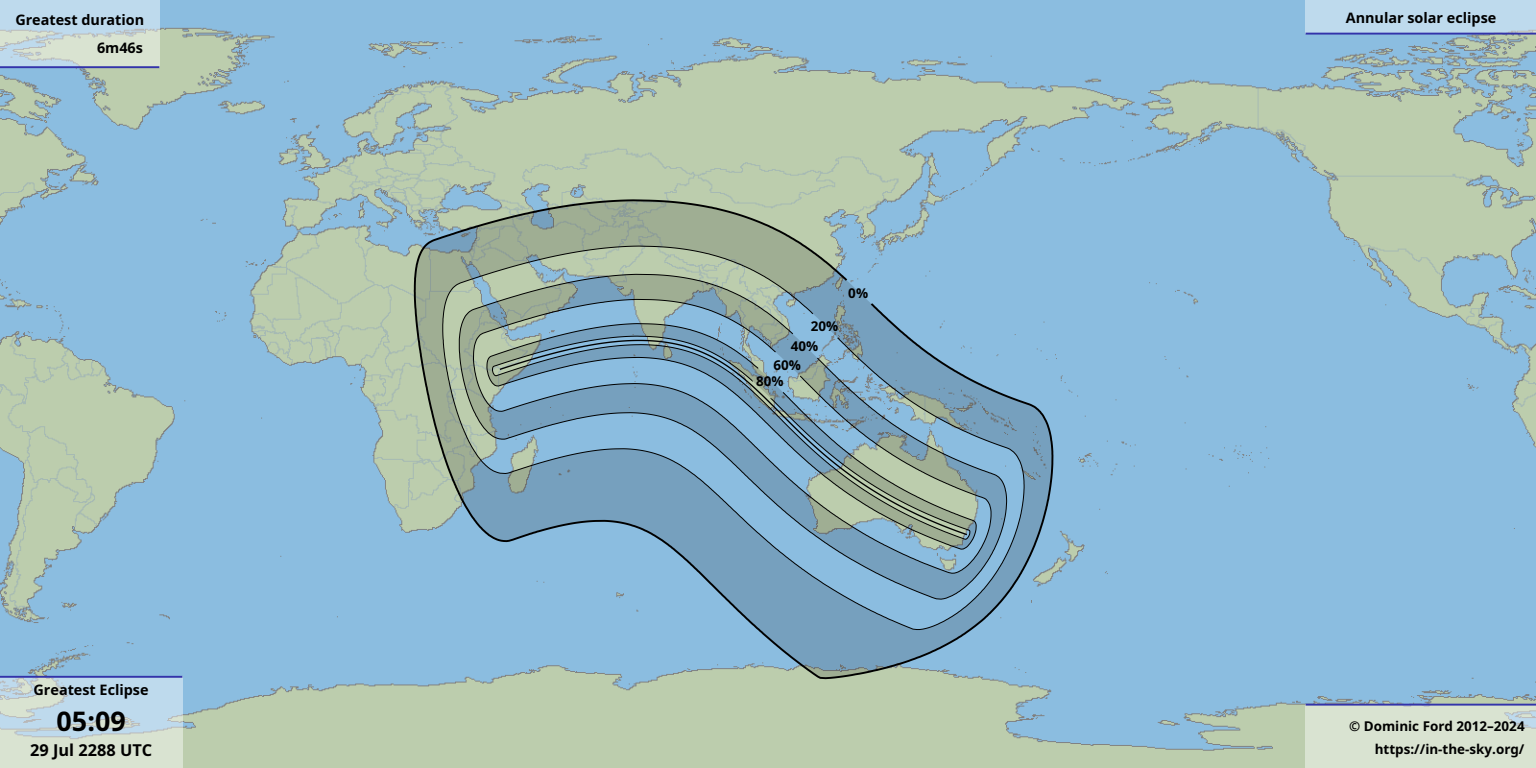 Greatest duration
6m46s
Annular solar eclipse
0%
20%
40%
60%
80%
Greatest Eclipse
05:09
29 Jul 2288 UTC
© Dominic Ford 2012–2024
https://in-the-sky.org/